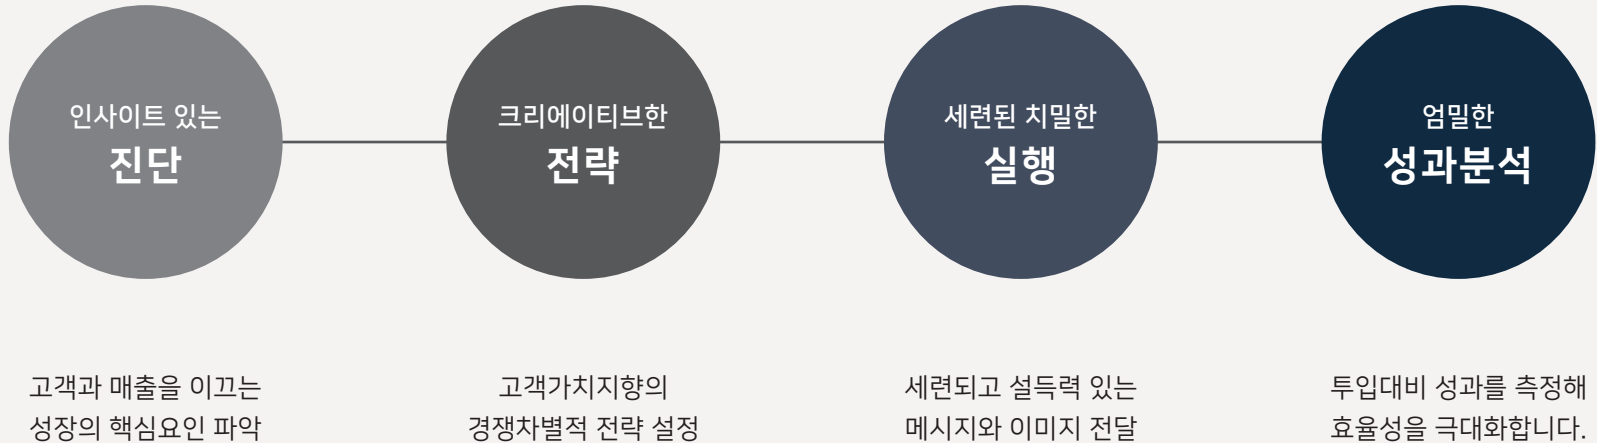 인사이트 있는
진단
크리에이티브한
전략
세련된 치밀한
실행
엄밀한
성과분석
고객과 매출을 이끄는
성장의 핵심요인 파악
고객가치지향의
경쟁차별적 전략 설정
세련되고 설득력 있는
메시지와 이미지 전달
투입대비 성과를 측정해
효율성을 극대화합니다.